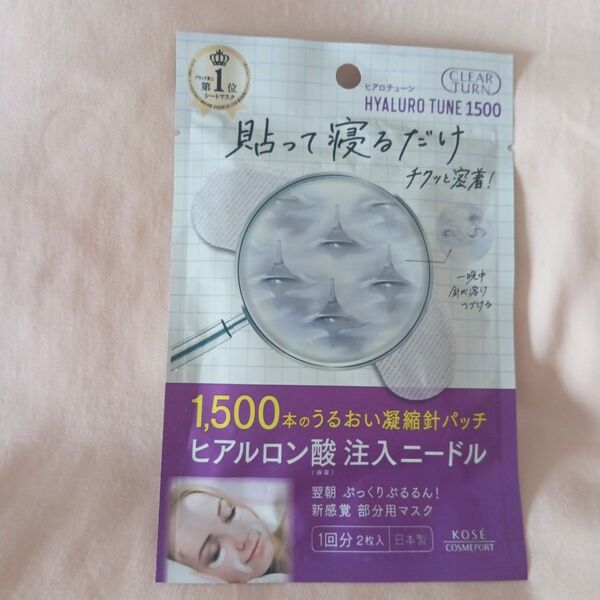 ブランド売上
第1位
シートマスク
CLEAR
TURN
ヒアロチューン
HYALURO TUNE 1500
貼って寝るだけ
チクッと密着!
一晩中
針が溶け
つづける
1,500本のうるおい凝縮針パッチ
ヒアルロン酸 注入ニードル
(保湿)
翌朝 ぷっくりぷるるん!
新感覚 部分用マスク
1回分 2枚入
日本製
KOSÉ
COSMEPORT